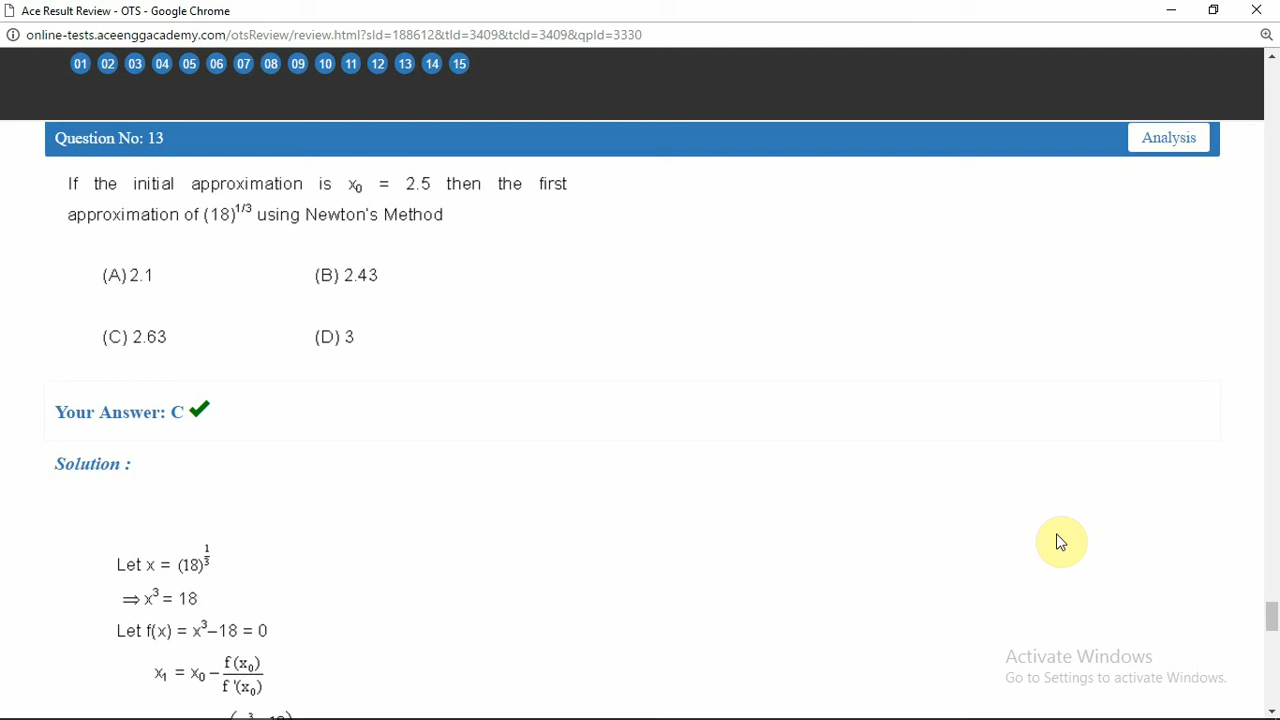 Ace Result Review - OTS - Google Chrome
online-tests.aceenggacademy.com/otsReview/review.html?sId=188612&tId=3409&tcId=3409&qpId=3330
01 02 03 04 05 06 07 08 09 10 11 12 13 14 15
Question No: 13 Analysis
If the initial approximation is x₀ = 2.5 then the first
approximation of (18)^1/3 using Newton's Method
(A) 2.1 (B) 2.43
(C) 2.63 (D) 3
Your Answer: C
Solution :
Let x = (18)^1/3
⇒ x³ = 18
Let f(x) = x³–18 = 0
x₁ = x₀ – f(x₀)/f'(x₀)
Activate Windows
Go to Settings to activate Windows.